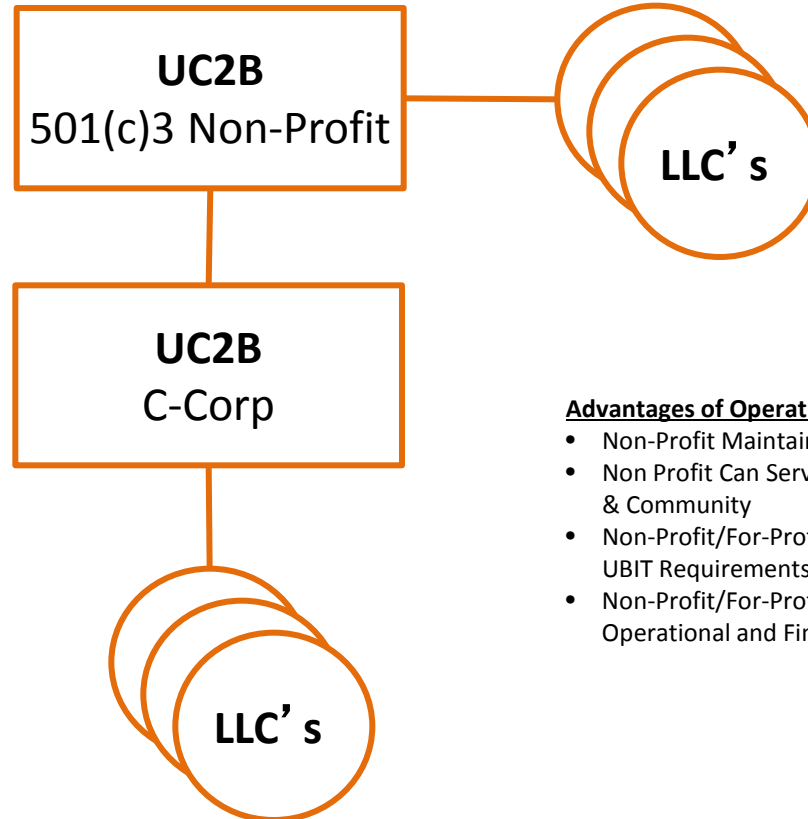 UC2B
501(c)3 Non-Profit
LLC’s
UC2B
C-Corp
Advantages of Operat
• Non-Profit Maintai
• Non Profit Can Serv
& Community
• Non-Profit/For-Pro
UBIT Requirements
• Non-Profit/For-Pro
Operational and Fi
LLC’s